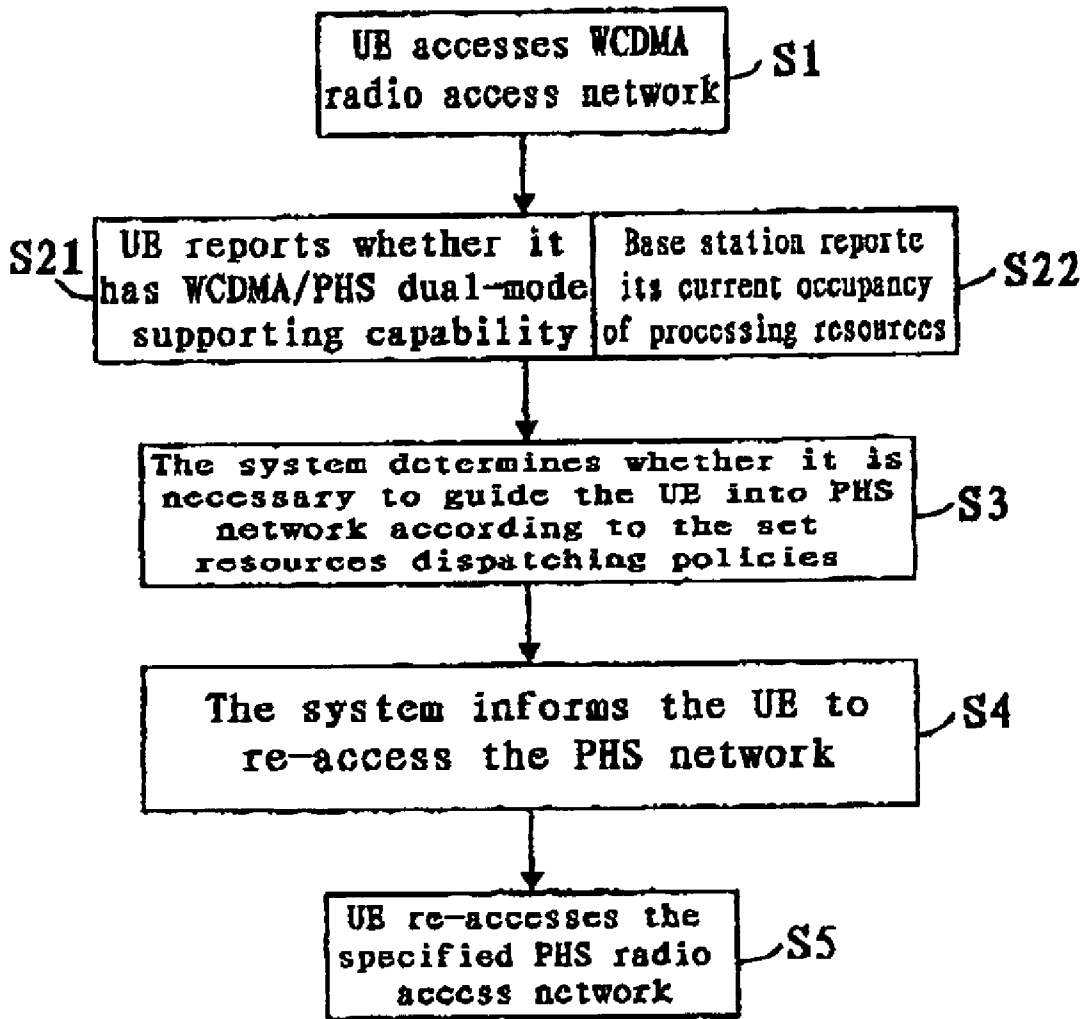 UE accesses WCDMA
radio access network
S1
S21
UE reports whether it
has WCDMA/PHS dual-mode
supporting capability
Base station reporte
its current occupancy
of processing resources
S22
The system determines whether it is
necessary to guide the UE into PHS
network according to the set
resources dispatching policies
S3
The system informs the UE to
re-access the PHS network
S4
UE re-accesses the
specified PHS radio
access network
S5